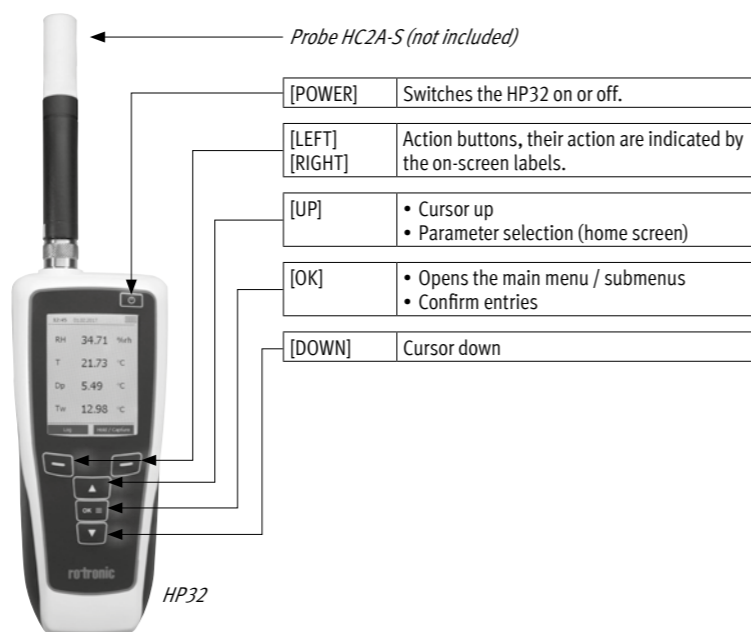 Probe HC2A-S (not included)
[POWER] Switches the HP32 on or off.
[LEFT] Action buttons, their action are indicated by
[RIGHT] the on-screen labels.
[UP] • Cursor up
• Parameter selection (home screen)
[OK] • Opens the main menu / submenus
• Confirm entries
[DOWN] Cursor down
RH 34.71 %rh
T 21.73 °C
Dp 5.49 °C
Tw 12.98 °C
Log Hold / Capture
OK
rotronic
HP32